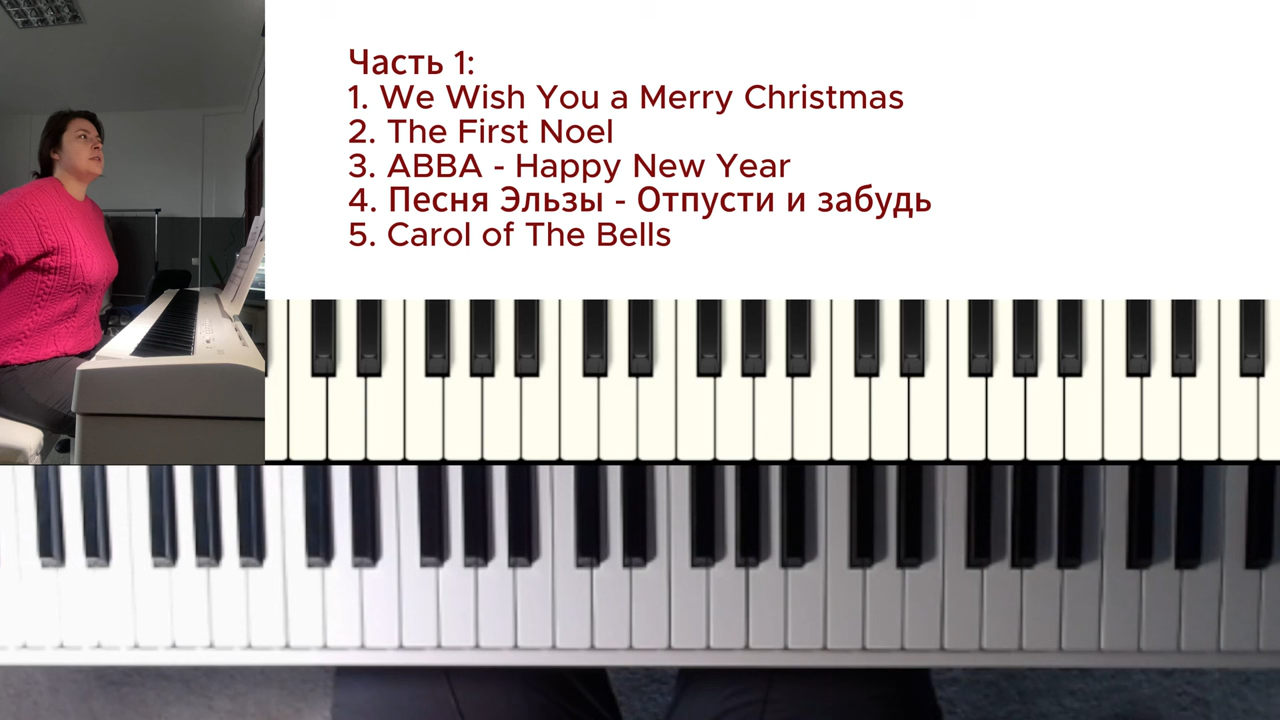 Часть 1:
1. We Wish You a Merry Christmas
2. The First Noel
3. ABBA - Happy New Year
4. Песня Эльзы - Отпусти и забудь
5. Carol of The Bells